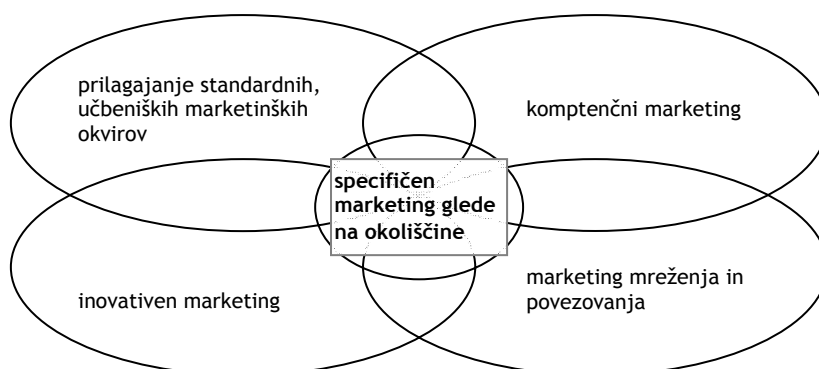 prilagajanje standardnih,
učbeniških marketinških
okvirov
komptenčni marketing
specifičen
marketing glede
na okoliščine
inovativen marketing
marketing mreženja in
povezovanja